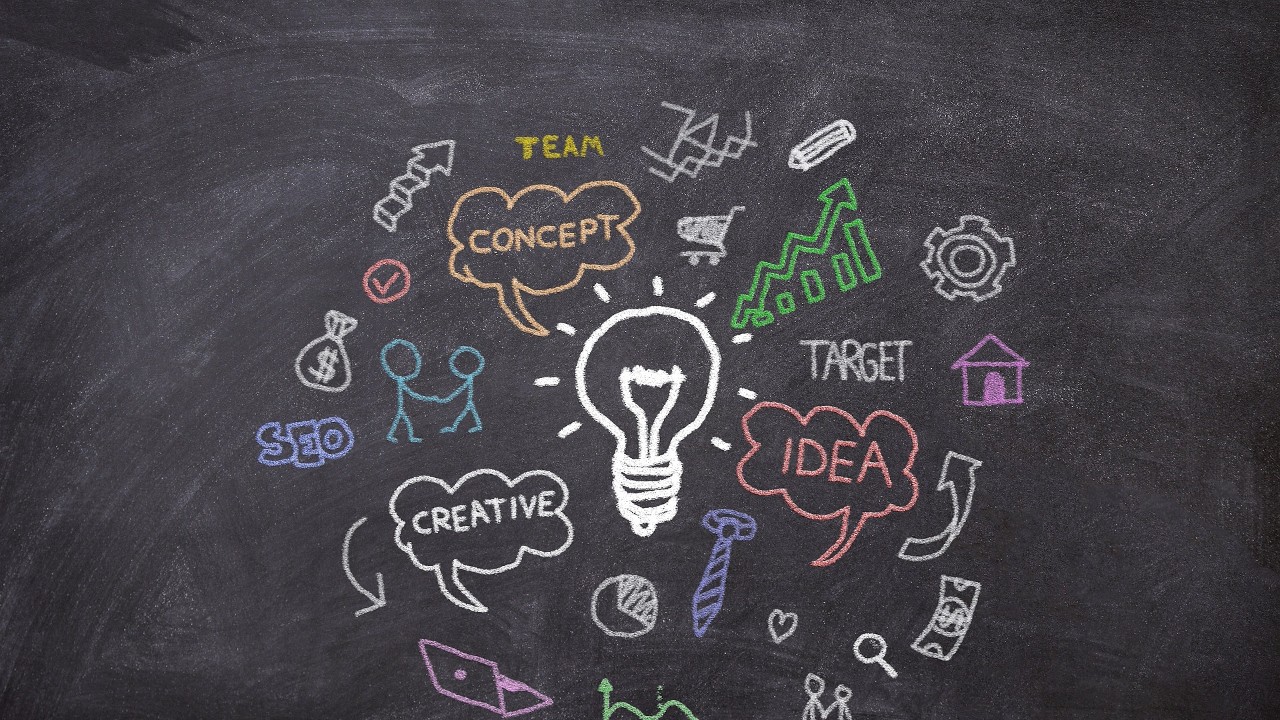 TEAM
CONCEPT
$
TARGET
SEO
IDEA
CREATIVE
$